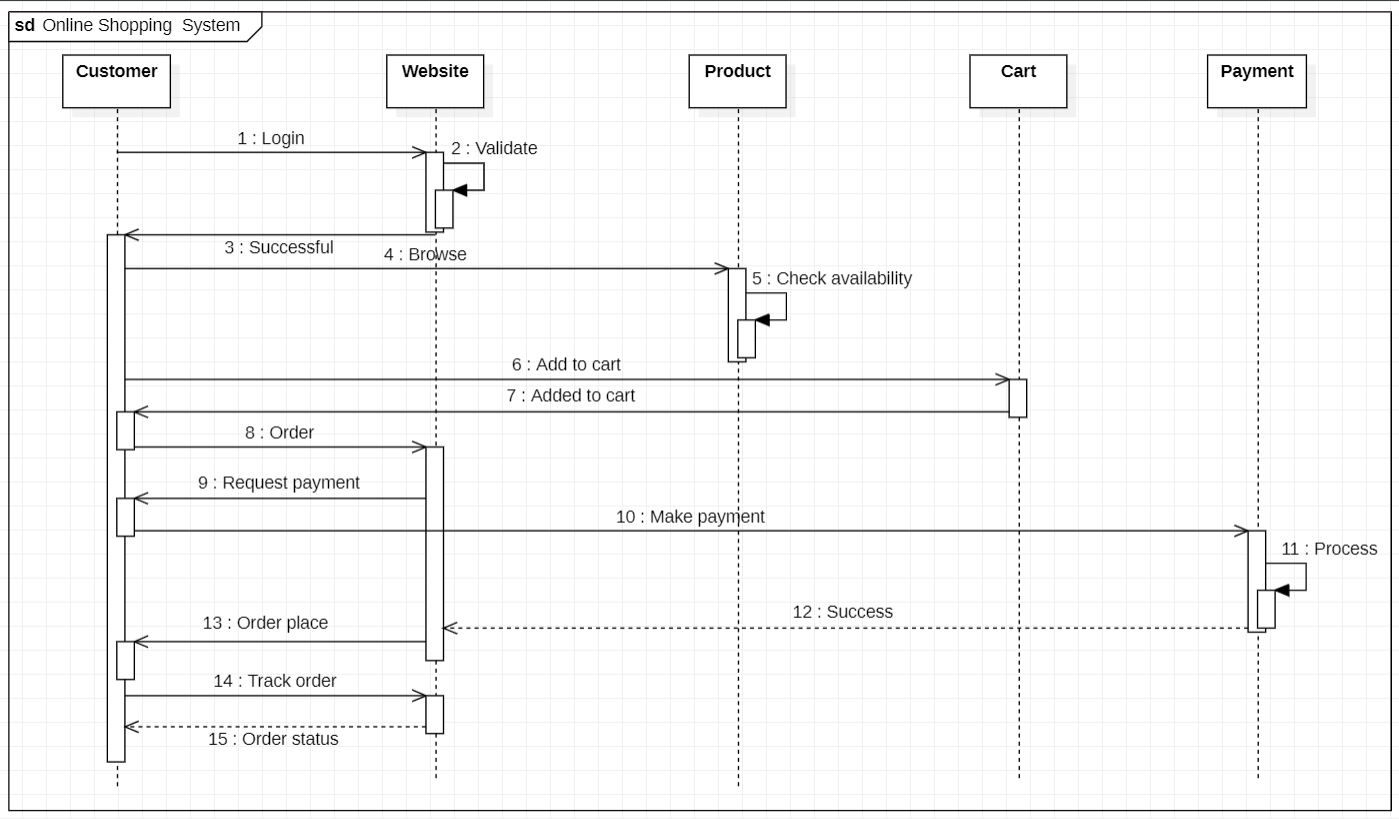 sd Online Shopping  System
Customer
Website
Product
Cart
Payment
1 : Login
2 : Validate
3 : Successful
4 : Browse
5 : Check availability
6 : Add to cart
7 : Added to cart
8 : Order
9 : Request payment
10 : Make payment
11 : Process
12 : Success
13 : Order place
14 : Track order
15 : Order status